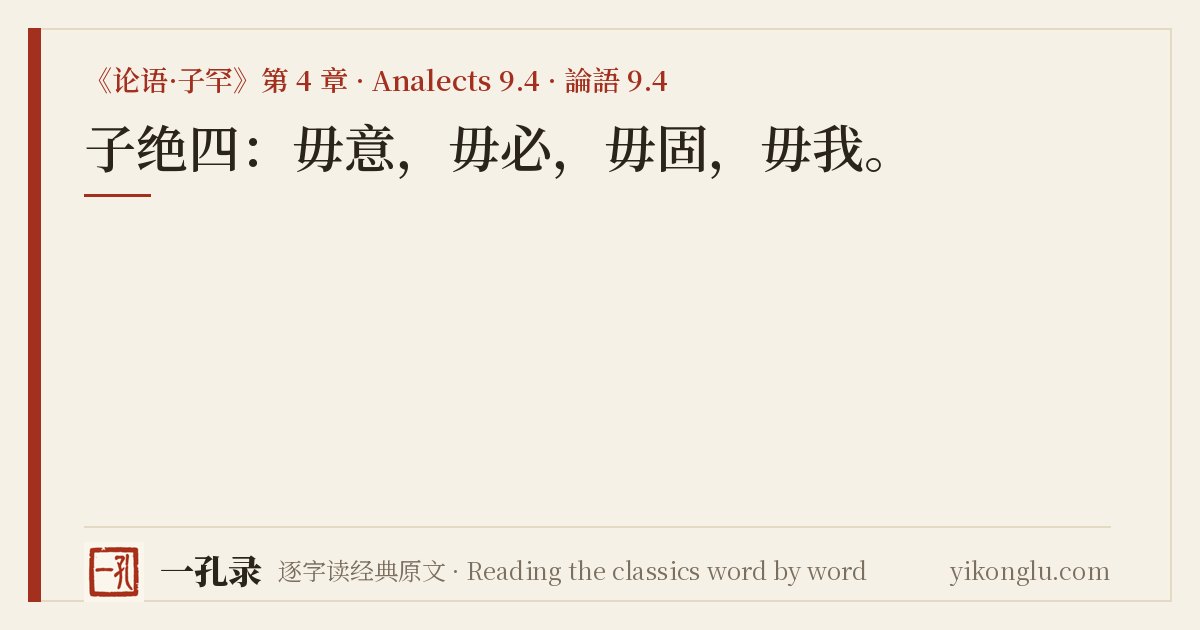 《论语·子罕》第 4 章 · Analects 9.4 · 論語 9.4
子绝四：毋意，毋必，毋固，毋我。
一孔
一孔录 逐字读经典原文 · Reading the classics word by word yikonglu.com